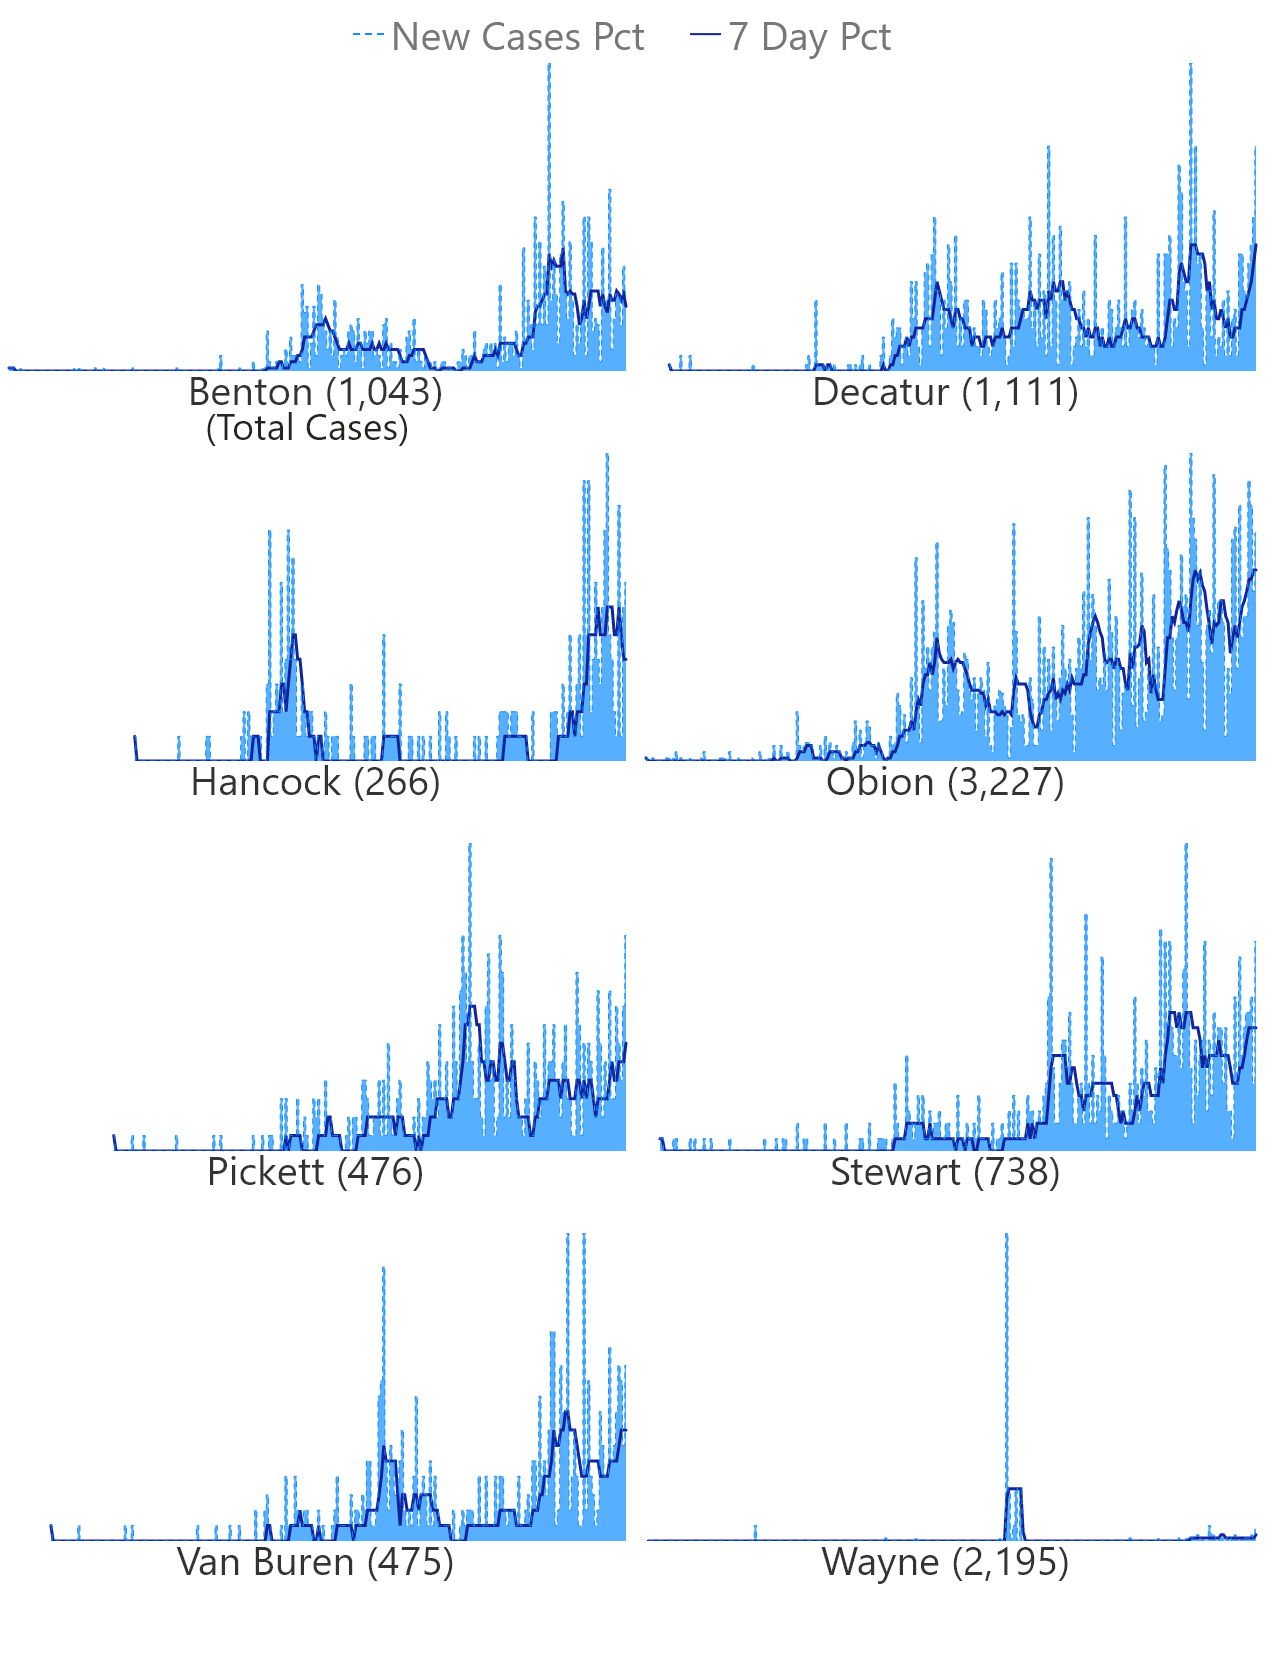 New Cases Pct 7 Day Pct
Benton (1,043)
(Total Cases)
Decatur (1,111)
Hancock (266)
Obion (3,227)
Pickett (476)
Stewart (738)
Van Buren (475)
Wayne (2,195)